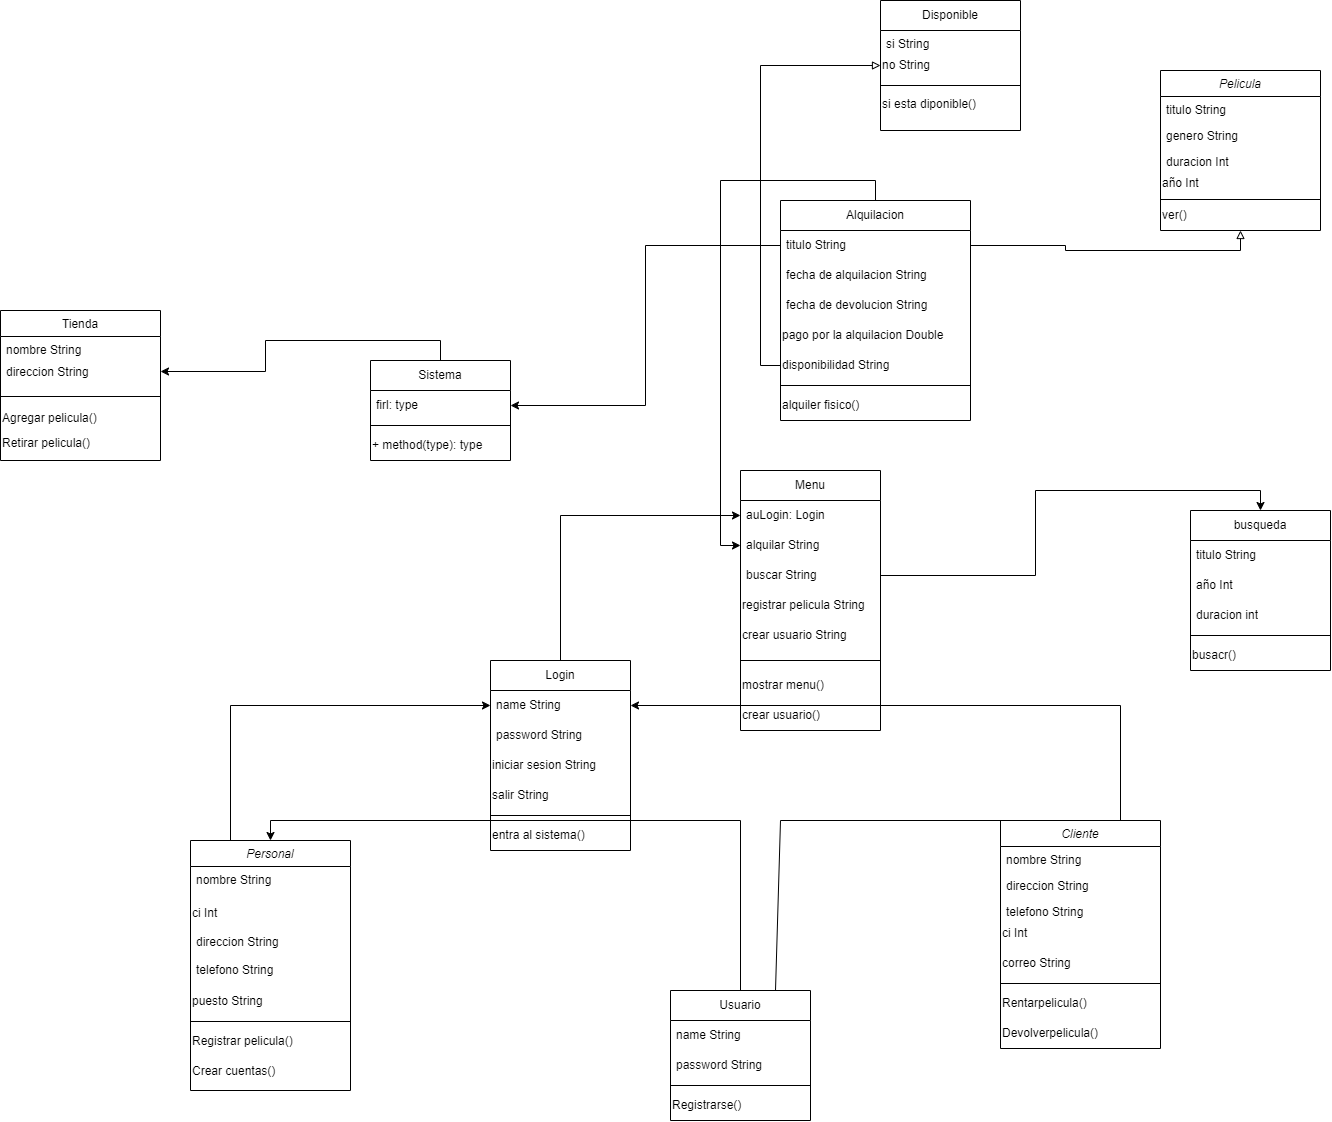 Disponible
si String
no String
si esta diponible()
Pelicula
titulo String
genero String
duracion Int
año Int
ver()
Alquilacion
titulo String
fecha de alquilacion String
fecha de devolucion String
pago por la alquilacion Double
disponibilidad String
alquiler fisico()
Tienda
nombre String
direccion String
Agregar pelicula()
Retirar pelicula()
Sistema
firl: type
+ method(type): type
Menu
auLogin: Login
alquilar String
buscar String
registrar pelicula String
crear usuario String
mostrar menu()
crear usuario()
busqueda
titulo String
año Int
duracion int
busacr()
Login
name String
password String
iniciar sesion String
salir String
entra al sistema()
Personal
nombre String
ci Int
direccion String
telefono String
puesto String
Registrar pelicula()
Crear cuentas()
Cliente
nombre String
direccion String
telefono String
ci Int
correo String
Rentarpelicula()
Devolverpelicula()
Usuario
name String
password String
Registrarse()